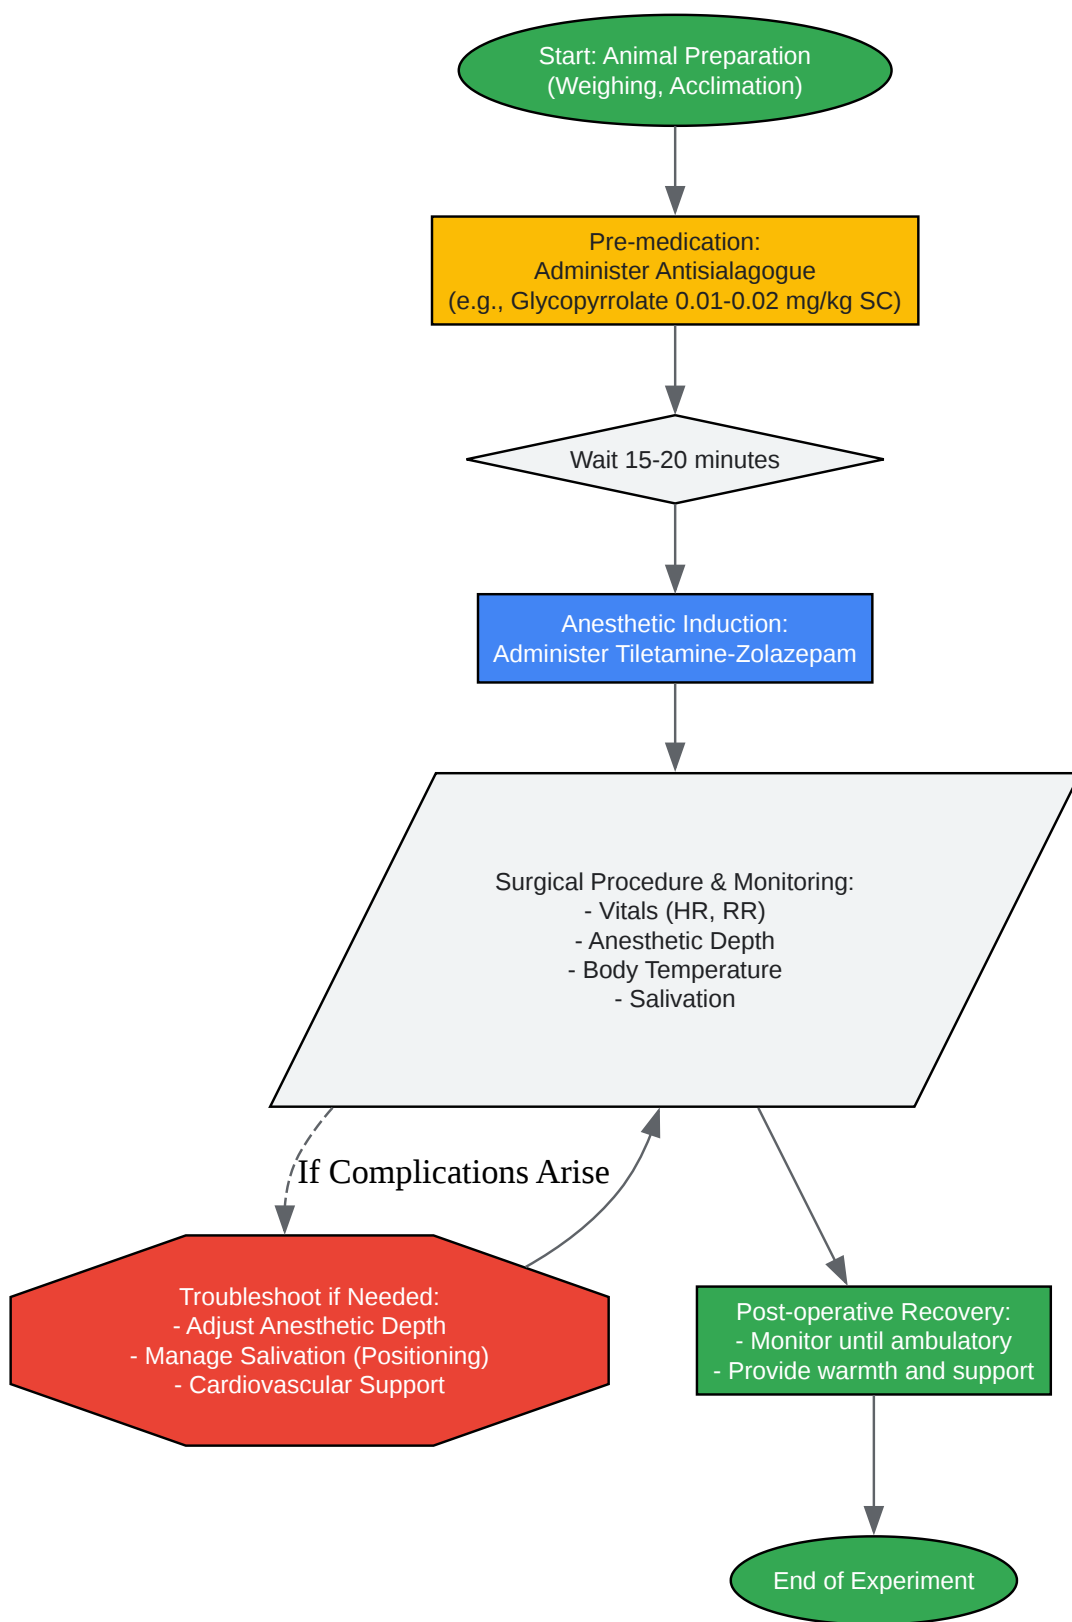 Start: Animal Preparation
(Weighing, Acclimation)
Pre-medication:
Administer Antisialagogue
(e.g., Glycopyrrolate 0.01-0.02 mg/kg SC)
Wait 15-20 minutes
Anesthetic Induction:
Administer Tiletamine-Zolazepam
Surgical Procedure & Monitoring:
- Vitals (HR, RR)
- Anesthetic Depth
- Body Temperature
- Salivation
If Complications Arise
Troubleshoot if Needed:
- Adjust Anesthetic Depth
- Manage Salivation (Positioning)
- Cardiovascular Support
Post-operative Recovery:
- Monitor until ambulatory
- Provide warmth and support
End of Experiment